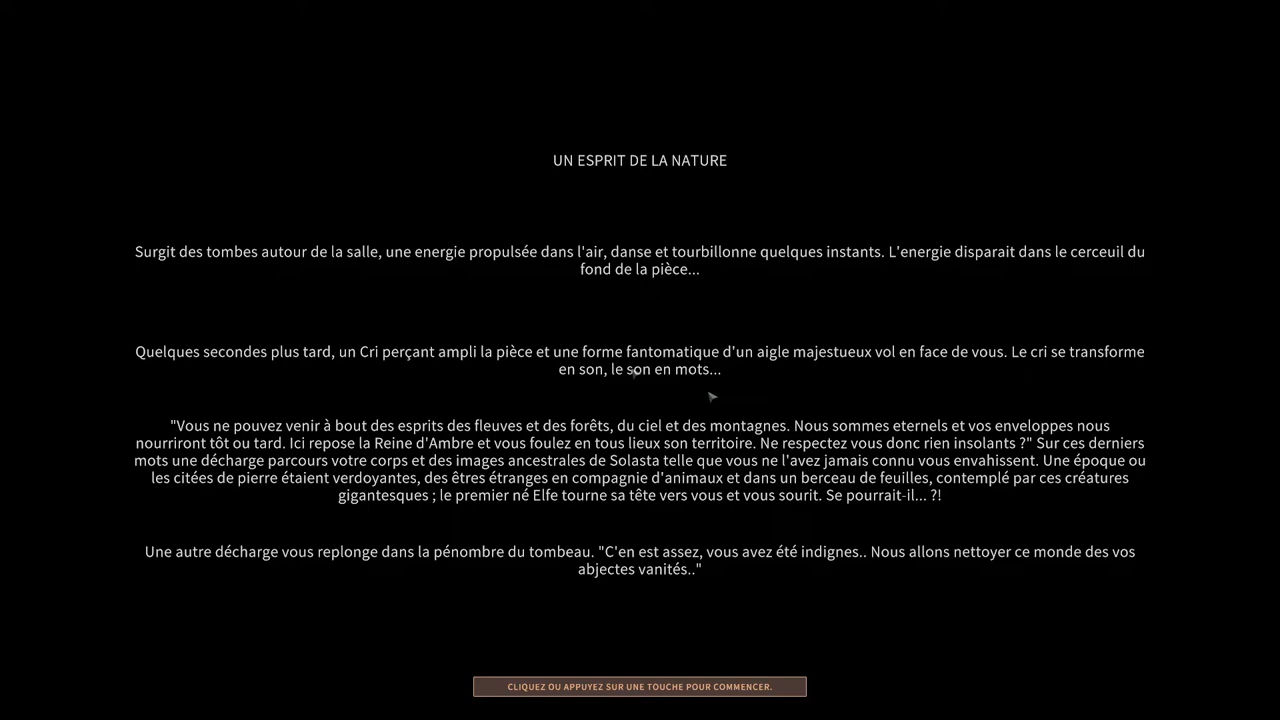 UN ESPRIT DE LA NATURE
Surgit des tombes autour de la salle, une energie propulsée dans l'air, danse et tourbillonne quelques instants. L'energie disparait dans le cerceuil du
fond de la pièce...
Quelques secondes plus tard, un Cri perçant ampli la pièce et une forme fantomatique d'un aigle majestueux vol en face de vous. Le cri se transforme
en son, le son en mots...
"Vous ne pouvez venir à bout des esprits des fleuves et des forêts, du ciel et des montagnes. Nous sommes eternels et vos enveloppes nous
nourriront tôt ou tard. Ici repose la Reine d'Ambre et vous foulez en tous lieux son territoire. Ne respectez vous donc rien insolants ?" Sur ces derniers
mots une décharge parcours votre corps et des images ancestrales de Solasta telle que vous ne l'avez jamais connu vous envahissent. Une époque ou
les citées de pierre étaient verdoyantes, des êtres étranges en compagnie d'animaux et dans un berceau de feuilles, contemplé par ces créatures
gigantesques ; le premier né Elfe tourne sa tête vers vous et vous sourit. Se pourrait-il... ?!
Une autre décharge vous replonge dans la pénombre du tombeau. "C'en est assez, vous avez été indignes.. Nous allons nettoyer ce monde des vos
abjectes vanités.."
CLIQUEZ OU APPUYEZ SUR UNE TOUCHE POUR COMMENCER.